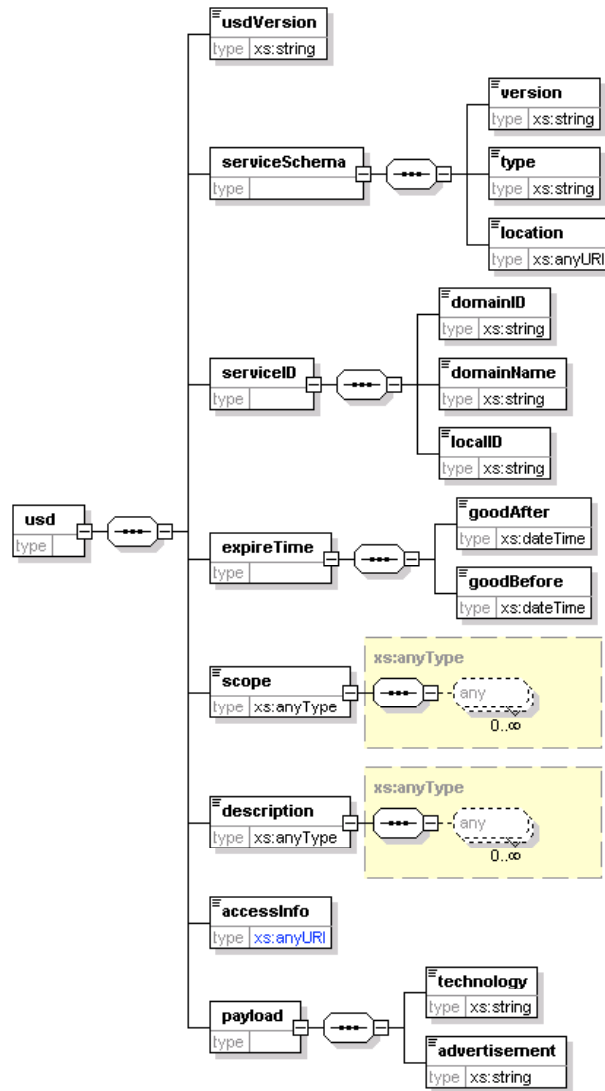 usdVersion
type xs:string
version
type xs:string
serviceSchema
type
type
type xs:string
location
type xs:anyURI
domainID
type xs:string
serviceID
type
domainName
type xs:string
localID
type xs:string
usd
type
goodAfter
type xs:dateTime
expireTime
type
goodBefore
type xs:dateTime
xs:anyType
scope
type xs:anyType
any
0..∞
xs:anyType
description
type xs:anyType
any
0..∞
accessInfo
type xs:anyURI
technology
type xs:string
payload
type
advertisement
type xs:string